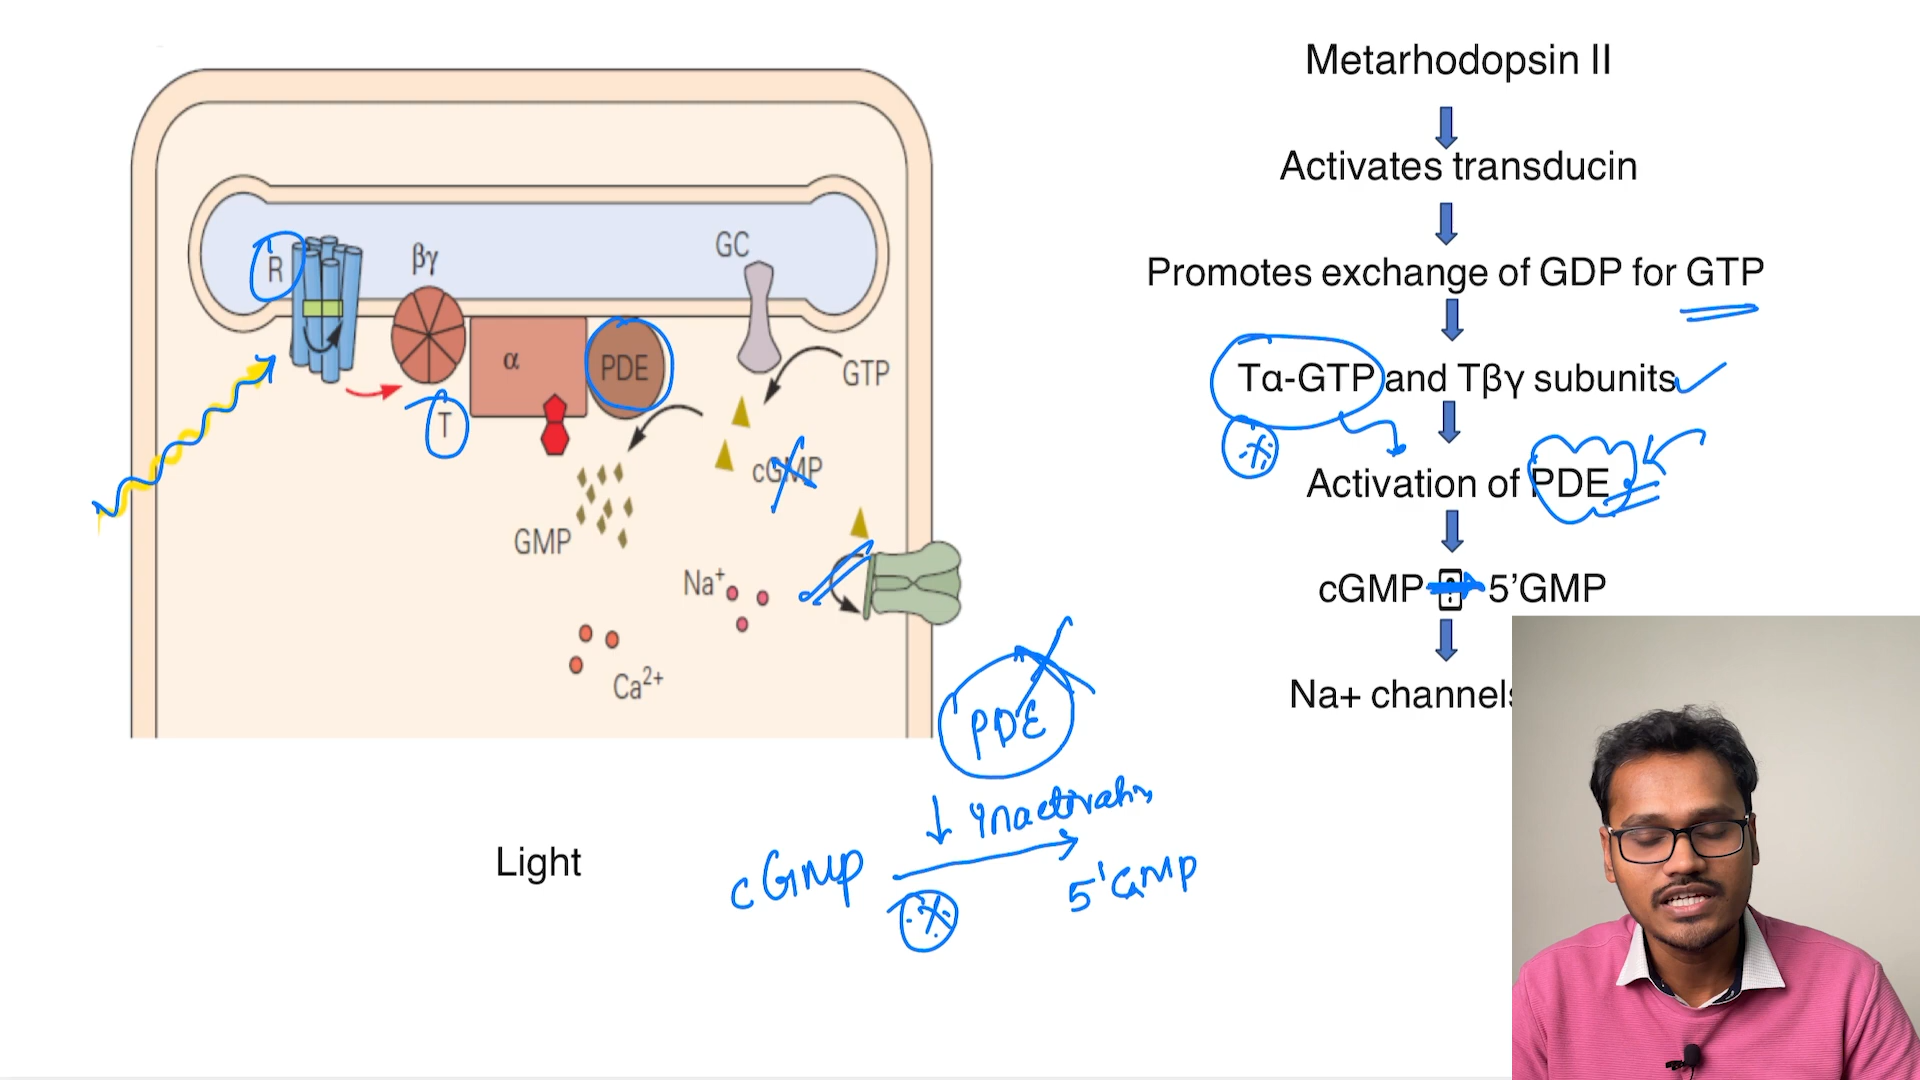 Metarhodopsin II
Activates transducin
Promotes exchange of GDP for GTP
Tα-GTP and Tβγ subunits
Activation of PDE
cGMP 5’GMP
Na+ channels
R
βγ
GC
α
PDE
GTP
T
cGMP
GMP
Na+
Ca2+
PDE
inactivation
cGMP
5'GMP
Light